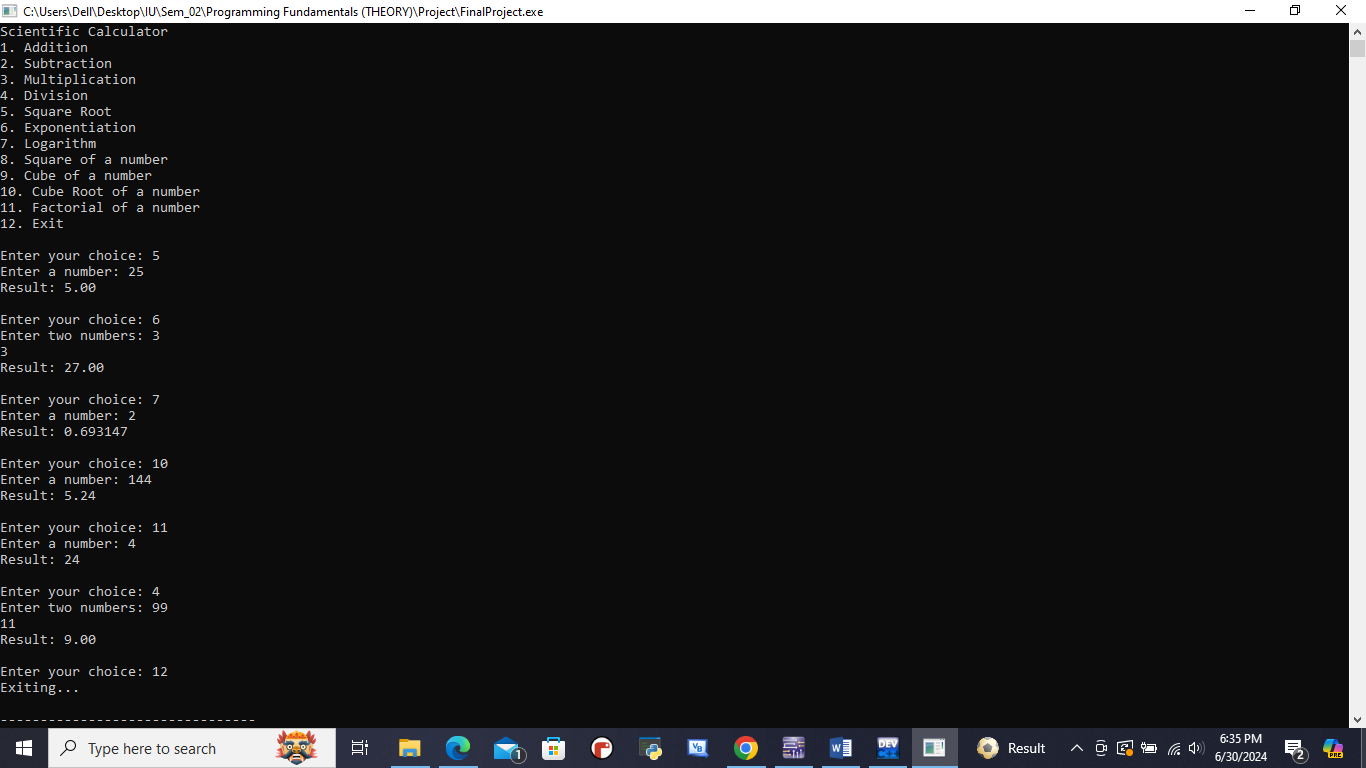 C:\Users\Dell\Desktop\IU\Sem_02\Programming Fundamentals (THEORY)\Project\FinalProject.exe
Scientific Calculator
1. Addition
2. Subtraction
3. Multiplication
4. Division
5. Square Root
6. Exponentiation
7. Logarithm
8. Square of a number
9. Cube of a number
10. Cube Root of a number
11. Factorial of a number
12. Exit
Enter your choice: 5
Enter a number: 25
Result: 5.00
Enter your choice: 6
Enter two numbers: 3
3
Result: 27.00
Enter your choice: 7
Enter a number: 2
Result: 0.693147
Enter your choice: 10
Enter a number: 144
Result: 5.24
Enter your choice: 11
Enter a number: 4
Result: 24
Enter your choice: 4
Enter two numbers: 99
11
Result: 9.00
Enter your choice: 12
Exiting...
--------------------------------
Type here to search
1
VB
DEV
Result
6:35 PM
6/30/2024
2
PRE